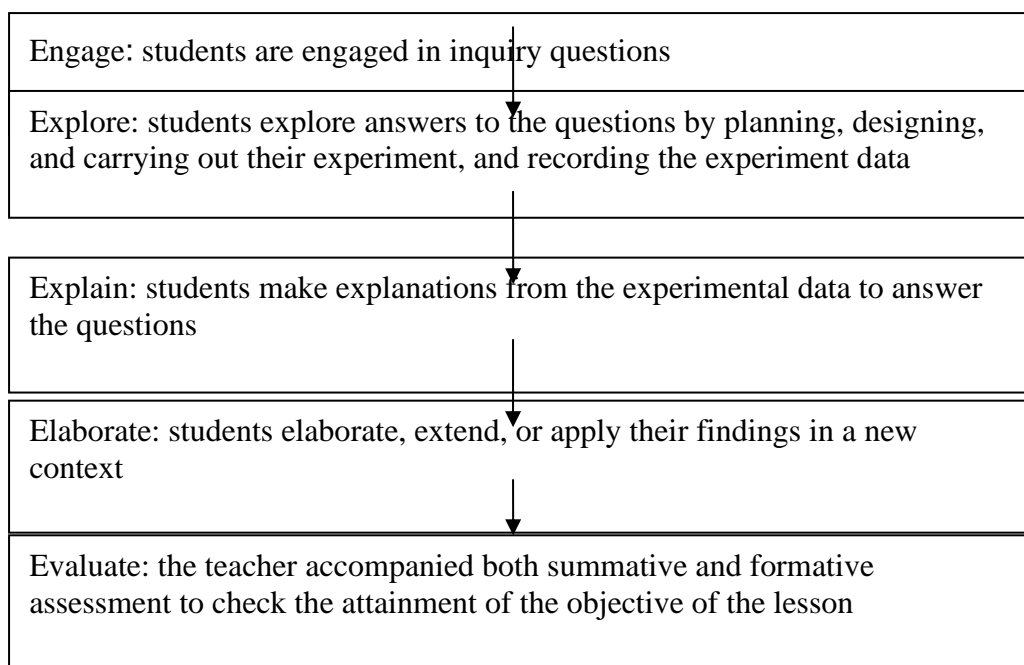 Engage: students are engaged in inquiry questions
Explore: students explore answers to the questions by planning, designing,
and carrying out their experiment, and recording the experiment data
Explain: students make explanations from the experimental data to answer
the questions
Elaborate: students elaborate, extend, or apply their findings in a new
context
Evaluate: the teacher accompanied both summative and formative
assessment to check the attainment of the objective of the lesson